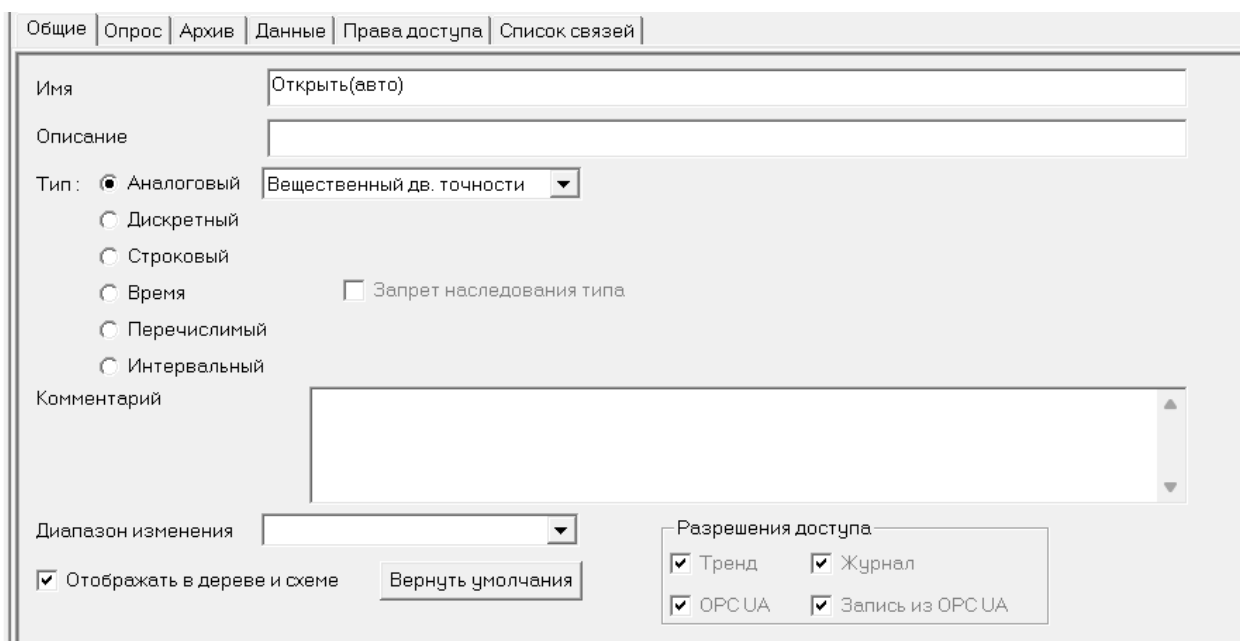 Общие Опрос Архив Данные Права доступа Список связей
Имя Открыть(авто)
Описание
Тип : Аналоговый Вещественный дв. точности
Дискретный
Строковый
Время Запрет наследования типа
Перечислимый
Интервальный
Комментарий
Диапазон изменения Разрешения доступа
Тренд Журнал
Отображать в дереве и схеме Вернуть умолчания
OPC UA Запись из OPC UA